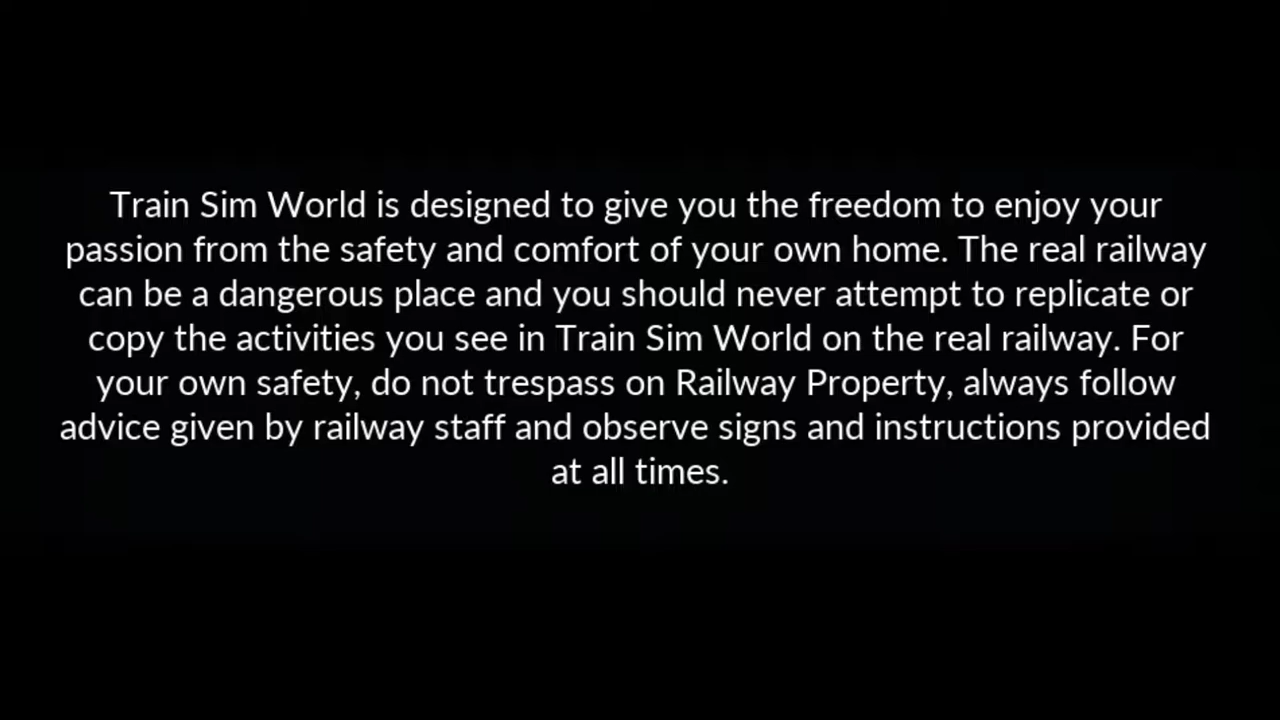 Train Sim World is designed to give you the freedom to enjoy your
passion from the safety and comfort of your own home. The real railway
can be a dangerous place and you should never attempt to replicate or
copy the activities you see in Train Sim World on the real railway. For
your own safety, do not trespass on Railway Property, always follow
advice given by railway staff and observe signs and instructions provided
at all times.